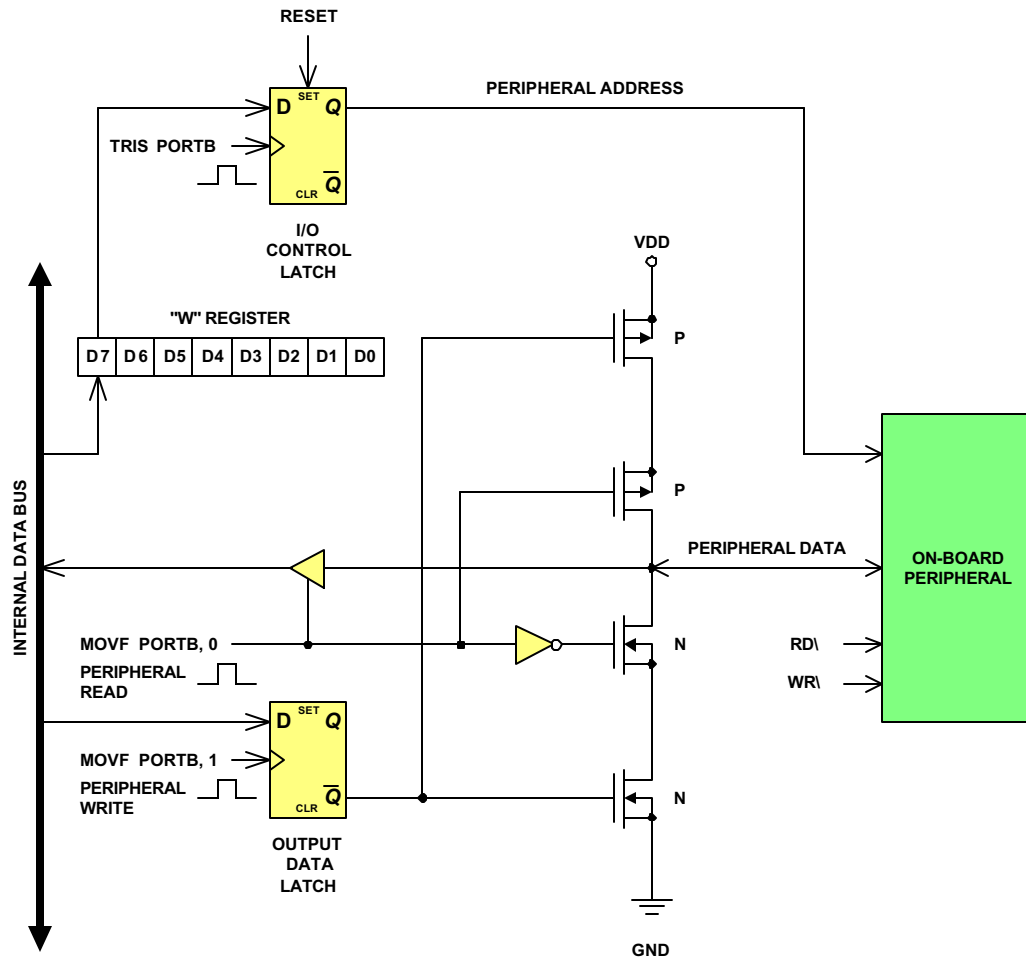 RESET
D SET Q
PERIPHERAL ADDRESS
TRIS PORTB
CLR Q̅
I/O
CONTROL
LATCH
VDD
"W" REGISTER
D7 D6 D5 D4 D3 D2 D1 D0
P
P
INTERNAL DATA BUS
PERIPHERAL DATA
ON-BOARD
PERIPHERAL
MOVF PORTB, 0
PERIPHERAL
READ
N
RD\
WR\
D SET Q
MOVF PORTB, 1
PERIPHERAL
WRITE
CLR Q̅
N
OUTPUT
DATA
LATCH
GND